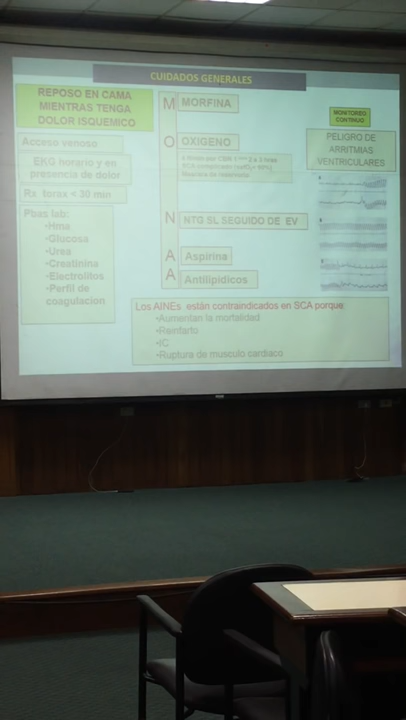 CUIDADOS GENERALES
REPOSO EN CAMA
MIENTRAS TENGA
DOLOR ISQUEMICO
Acceso venoso
EKG horario y en
presencia de dolor
Rx torax < 30 min
Pbas lab:
•Hma
•Glucosa
•Urea
•Creatinina
•Electrolitos
•Perfil de
coagulacion
M MORFINA
O OXIGENO
N NTG SL SEGUIDO DE EV
A Aspirina
A Antilipidicos
MONITOREO
CONTINUO
PELIGRO DE
ARRITMIAS
VENTRICULARES
Los AINEs están contraindicados en SCA porque:
•Aumentan la mortalidad
•Reinfarto
•IC
•Ruptura de musculo cardiaco